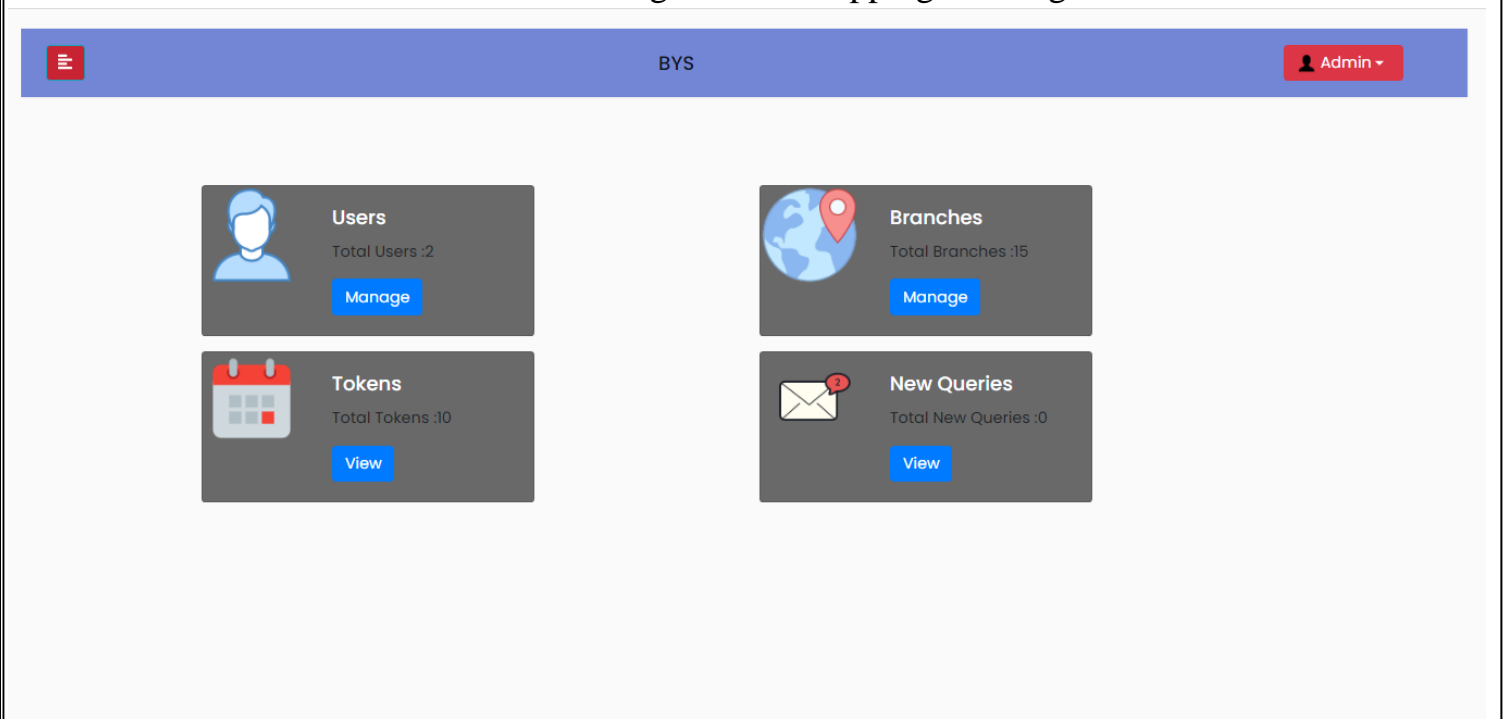 BYS
Admin
Users
Total Users :2
Manage
Branches
Total Branches :15
Manage
Tokens
Total Tokens :10
View
2
New Queries
Total New Queries :0
View